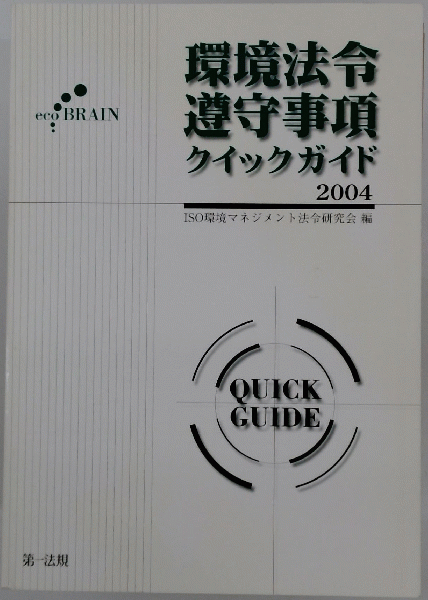 eco BRAIN
環境法令
遵守事項
クイックガイド
2004
ISO環境マネジメント法令研究会 編
QUICK
GUIDE
第一法規